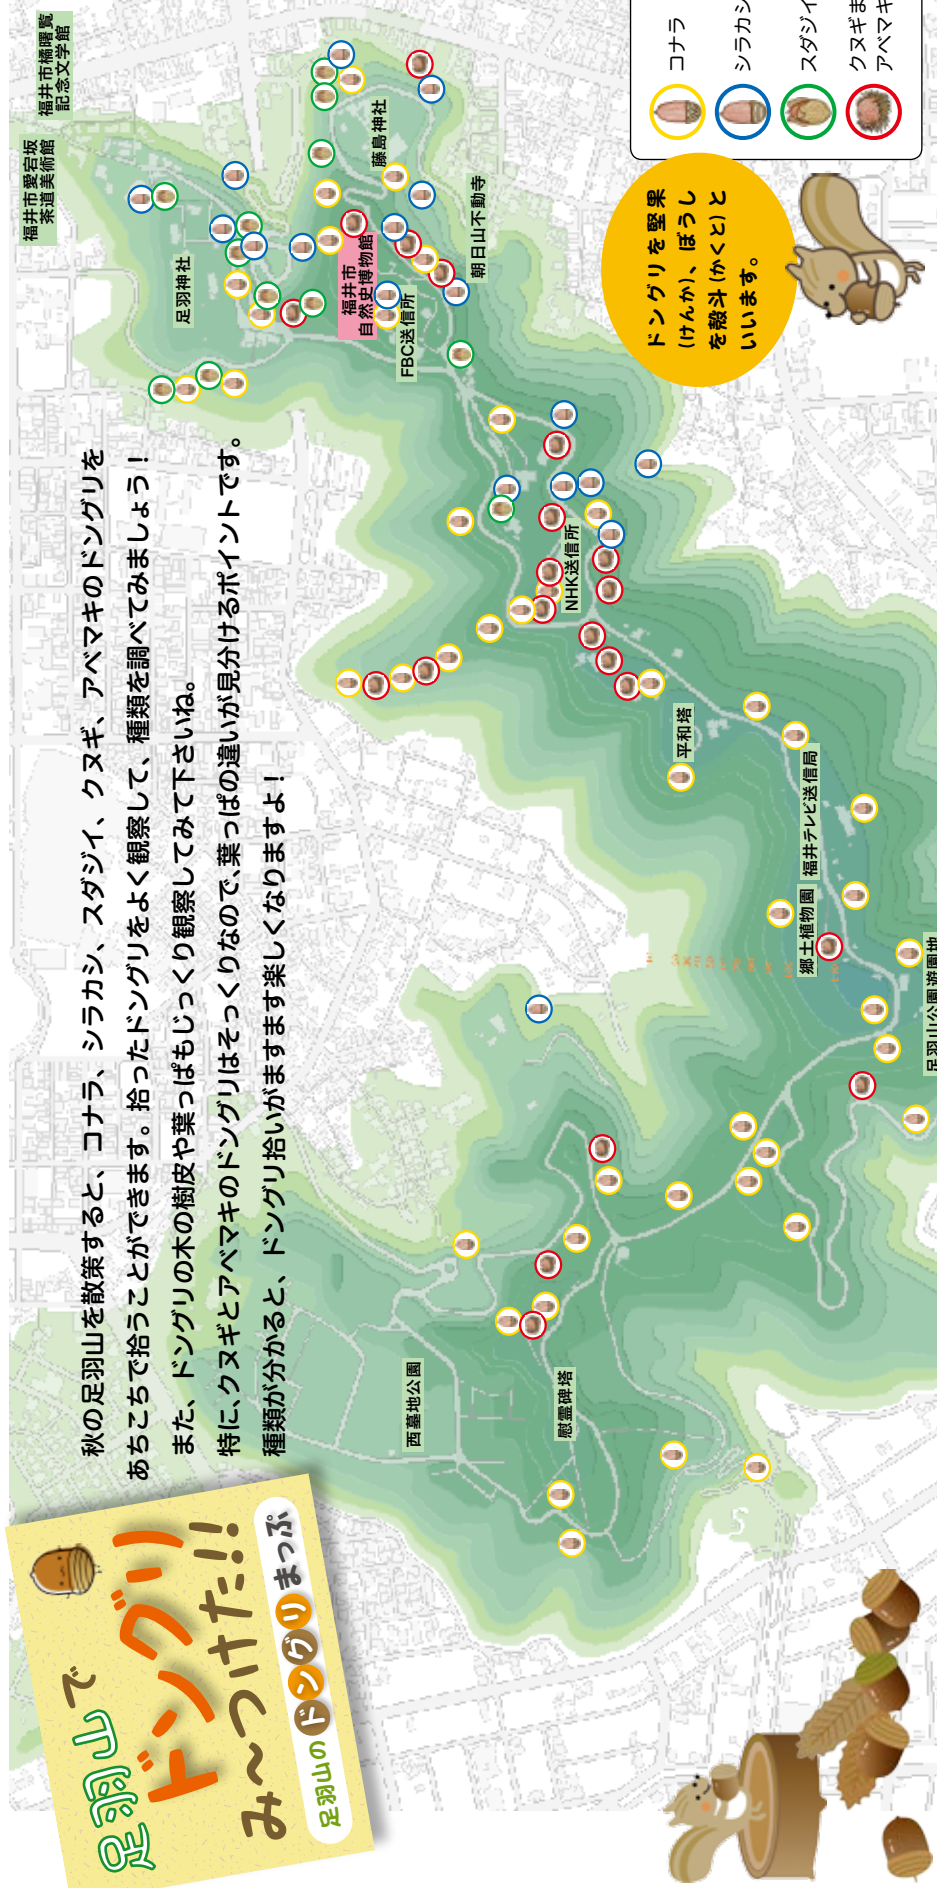 足羽山で
ドングリ
み～つけた!!
足羽山のドングリまっぷ
秋の足羽山を散策すると、コナラ、シラカシ、スダジイ、クヌギ、アベマキのドングリを
あちこちで拾うことができます。拾ったドングリをよく観察して、種類を調べてみましょう！
また、ドングリの木の樹皮や葉っぱもじっくり観察してみて下さいね。
特に、クヌギとアベマキのドングリはそっくりなので、葉っぱの違いが見分けるポイントです。
種類が分かると、ドングリ拾いがますます楽しくなりますよ！
福井市橘曙覧
記念文学館
福井市愛宕坂
茶道美術館
足羽神社
藤島神社
福井市
自然史博物館
FBC送信所
朝日山不動寺
NHK送信所
平和塔
福井テレビ送信局
郷土植物園
足羽山公園遊園地
西墓地公園
慰霊碑塔
ドングリを堅果
(けんか)、ぼうし
を殻斗(かくと)と
いいます。
コナラ
シラカシ
スダジイ
クヌギま
アベマキ